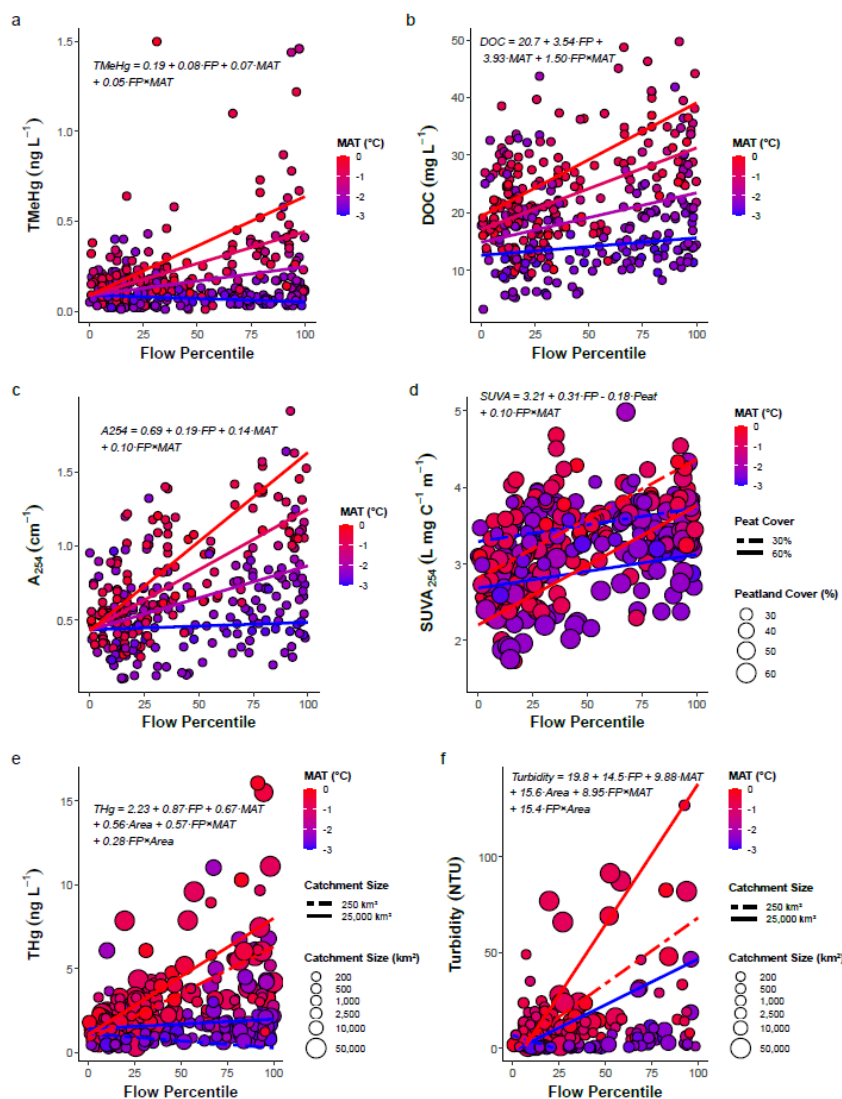 a
TMeHg = 0.19 + 0.08·FP + 0.07·MAT
+ 0.05·FP×MAT
TMeHg (ng L⁻¹)
1.5
1.0
0.5
0.0
0
25
50
75
100
Flow Percentile
MAT (°C)
0
-1
-2
-3
b
DOC = 20.7 + 3.54·FP +
3.93·MAT + 1.50·FP×MAT
DOC (mg L⁻¹)
50
40
30
20
10
0
25
50
75
100
Flow Percentile
MAT (°C)
0
-1
-2
-3
c
A254 = 0.69 + 0.19·FP + 0.14·MAT
+ 0.10·FP×MAT
A₂₅₄ (cm⁻¹)
1.5
1.0
0.5
0
25
50
75
100
Flow Percentile
MAT (°C)
0
-1
-2
-3
d
SUVA = 3.21 + 0.31·FP - 0.18·Peat
+ 0.10·FP×MAT
SUVA₂₅₄ (L mg C⁻¹ m⁻¹)
5
4
3
2
0
25
50
75
100
Flow Percentile
MAT (°C)
0
-1
-2
-3
Peat Cover
30%
60%
Peatland Cover (%)
30
40
50
60
e
THg = 2.23 + 0.87·FP + 0.67·MAT
+ 0.56·Area + 0.57·FP×MAT
+ 0.28·FP×Area
THg (ng L⁻¹)
15
10
5
0
0
25
50
75
100
Flow Percentile
MAT (°C)
0
-1
-2
-3
Catchment Size
250 km²
25,000 km²
Catchment Size (km²)
200
500
1,000
2,500
10,000
50,000
f
Turbidity = 19.8 + 14.5·FP + 9.88·MAT
+ 15.6·Area + 8.95·FP×MAT
+ 15.4·FP×Area
Turbidity (NTU)
100
50
0
0
25
50
75
100
Flow Percentile
MAT (°C)
0
-1
-2
-3
Catchment Size
250 km²
25,000 km²
Catchment Size (km²)
200
500
1,000
2,500
10,000
50,000